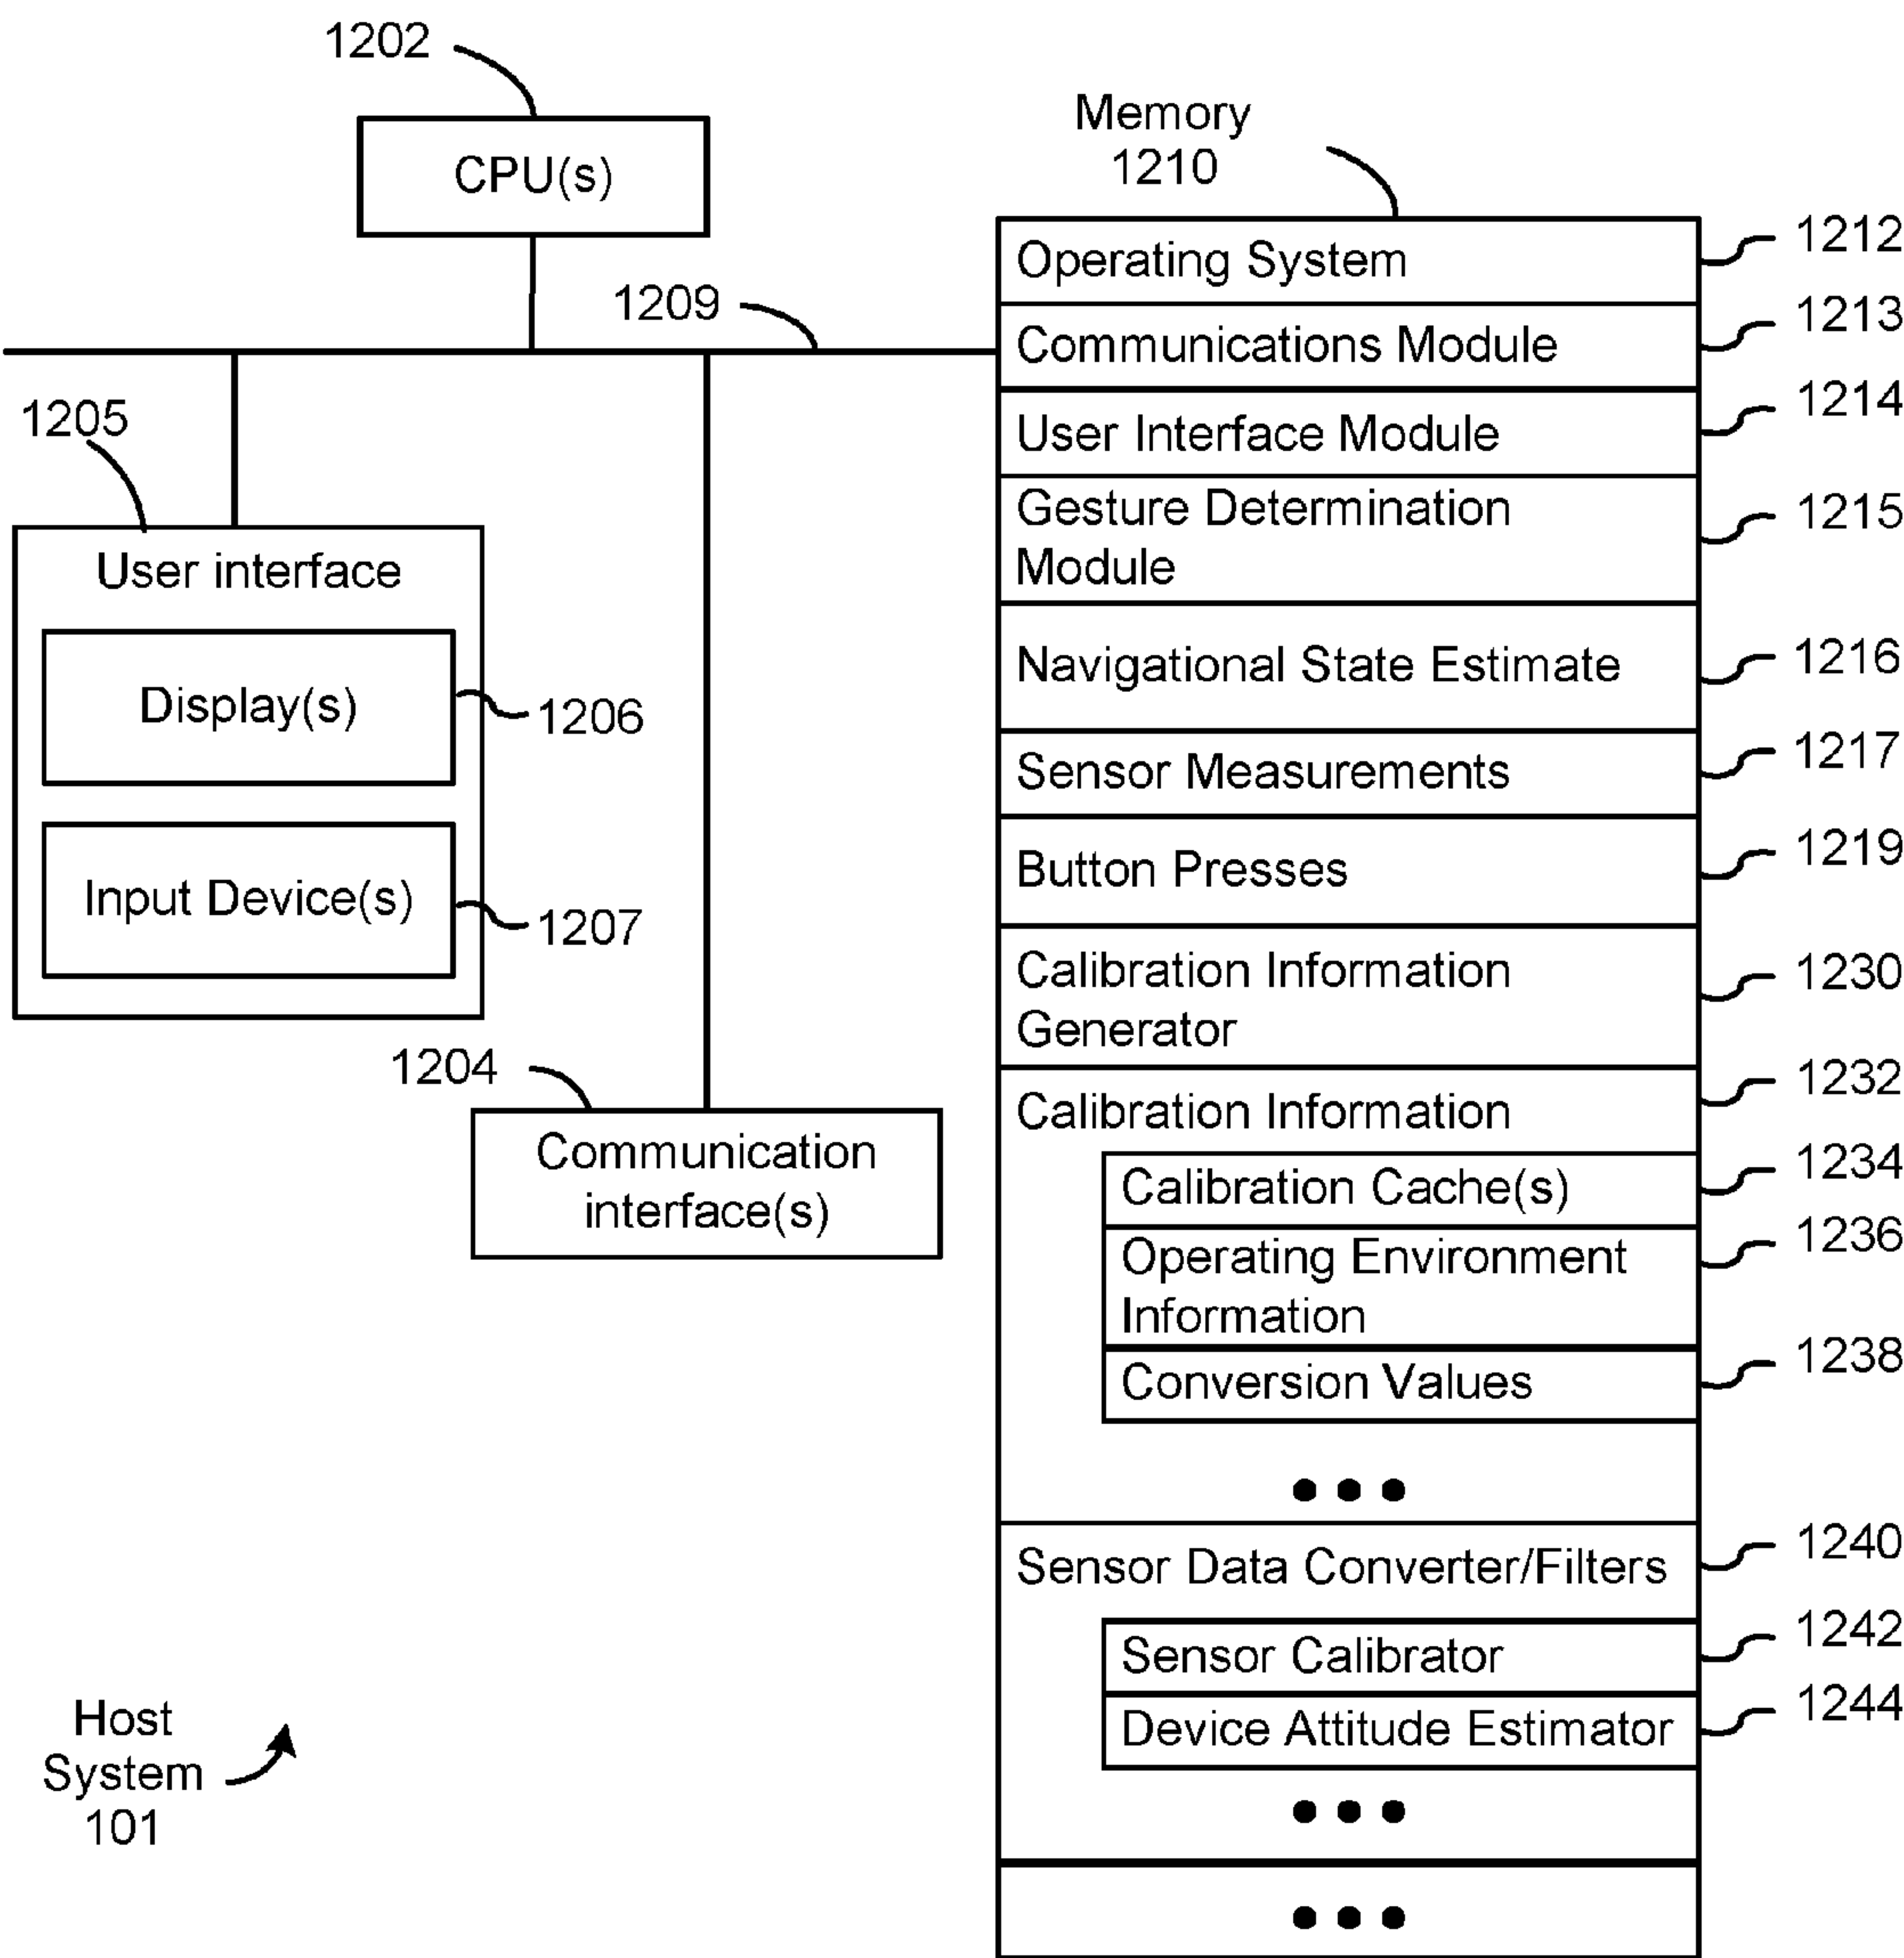 1202
CPU(s)
1209
1205
User interface
Display(s)
1206
Input Device(s)
1207
1204
Communication
interface(s)
Host
System
101
Memory
1210
Operating System
1212
Communications Module
1213
User Interface Module
1214
Gesture Determination
Module
1215
Navigational State Estimate
1216
Sensor Measurements
1217
Button Presses
1219
Calibration Information
Generator
1230
Calibration Information
1232
Calibration Cache(s)
1234
Operating Environment
Information
1236
Conversion Values
1238
Sensor Data Converter/Filters
1240
Sensor Calibrator
1242
Device Attitude Estimator
1244